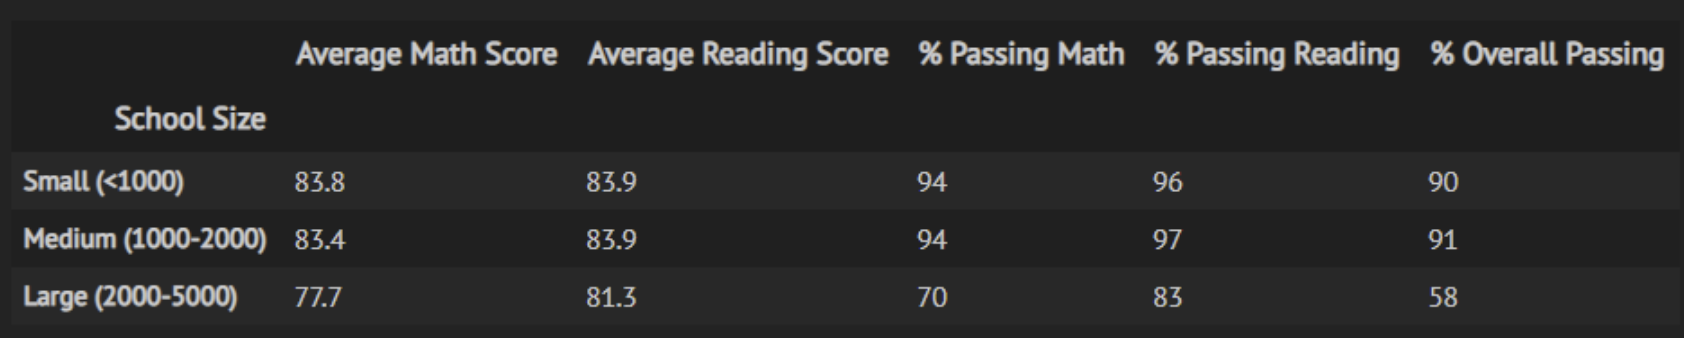 Average Math Score Average Reading Score % Passing Math % Passing Reading % Overall Passing
School Size
Small (<1000) 83.8 83.9 94 96 90
Medium (1000-2000) 83.4 83.9 94 97 91
Large (2000-5000) 77.7 81.3 70 83 58